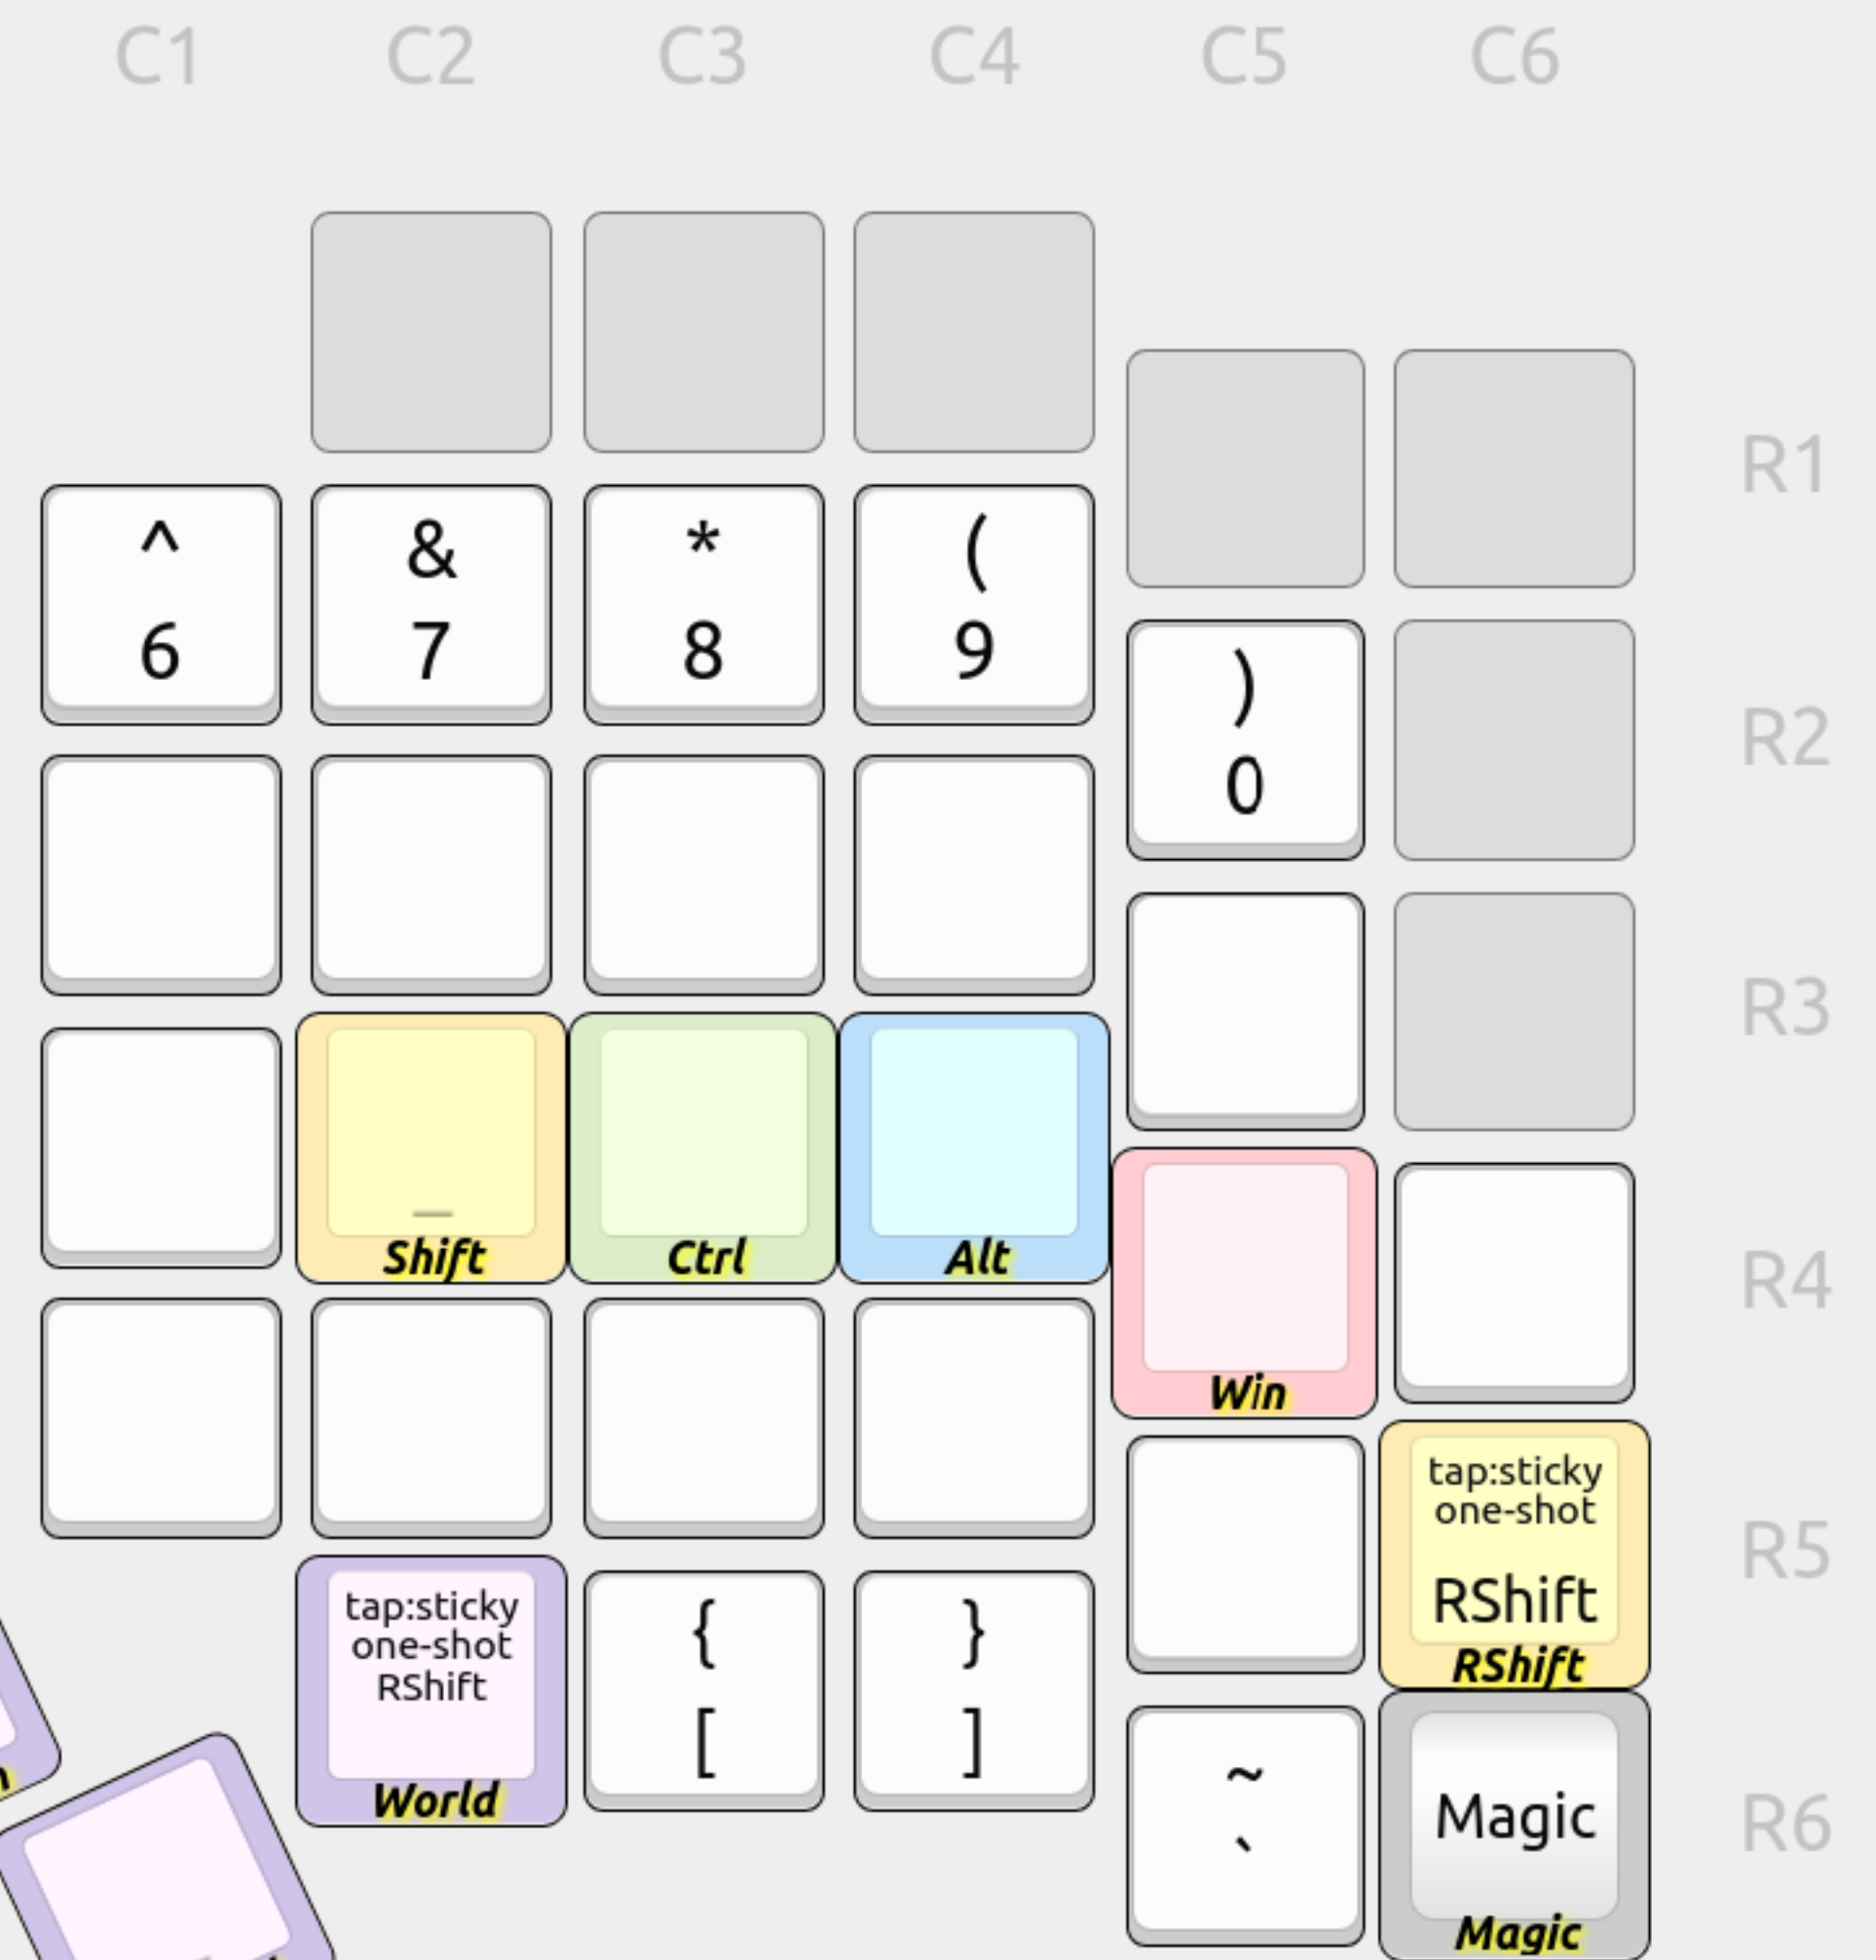 C1 C2 C3 C4 C5 C6
R1
^ & * (
6 7 8 9
)
0
R2
R3
_
Shift Ctrl Alt
Win
R4
tap:sticky
one-shot
RShift
RShift
R5
tap:sticky
one-shot
RShift
World
{ }
[ ]
~
`
Magic
Magic
R6